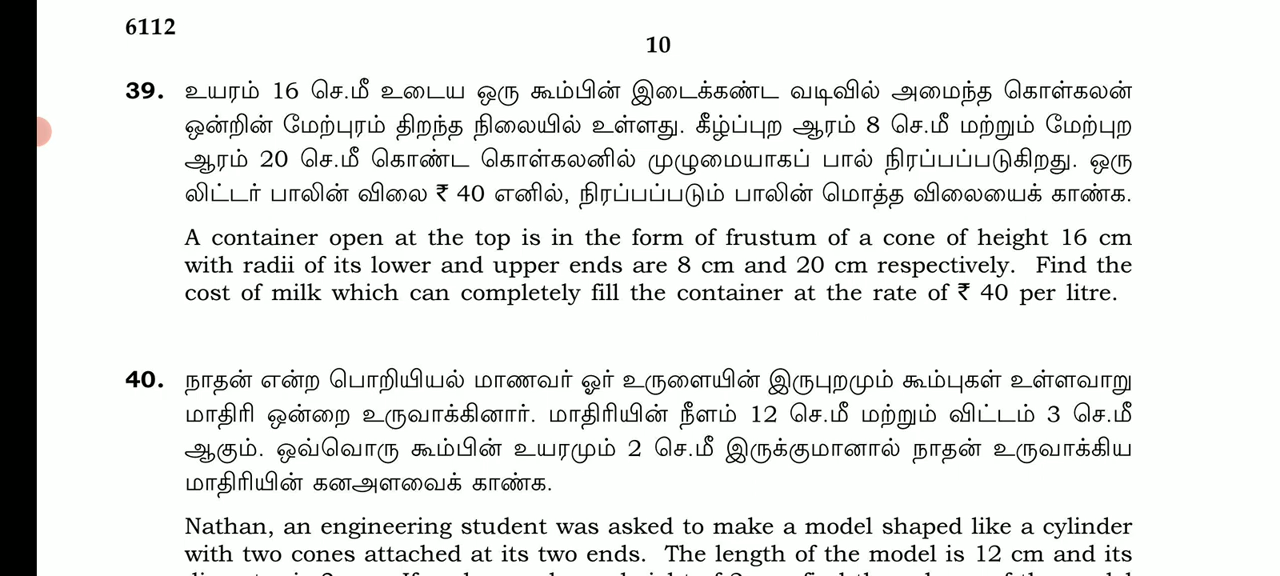 6112
10
39. உயரம் 16 செ.மீ உடைய ஒரு கூம்பின் இடைக்கண்ட வடிவில் அமைந்த கொள்கலன்
ஒன்றின் மேற்புரம் திறந்த நிலையில் உள்ளது. கீழ்ப்புற ஆரம் 8 செ.மீ மற்றும் மேற்புற
ஆரம் 20 செ.மீ கொண்ட கொள்கலனில் முழுமையாகப் பால் நிரப்பப்படுகிறது. ஒரு
லிட்டர் பாலின் விலை ₹ 40 எனில், நிரப்பப்படும் பாலின் மொத்த விலையைக் காண்க.
A container open at the top is in the form of frustum of a cone of height 16 cm
with radii of its lower and upper ends are 8 cm and 20 cm respectively. Find the
cost of milk which can completely fill the container at the rate of ₹ 40 per litre.
40. நாதன் என்ற பொறியியல் மாணவர் ஓர் உருளையின் இருபுறமும் கூம்புகள் உள்ளவாறு
மாதிரி ஒன்றை உருவாக்கினார். மாதிரியின் நீளம் 12 செ.மீ மற்றும் விட்டம் 3 செ.மீ
ஆகும். ஒவ்வொரு கூம்பின் உயரமும் 2 செ.மீ இருக்குமானால் நாதன் உருவாக்கிய
மாதிரியின் கனஅளவைக் காண்க.
Nathan, an engineering student was asked to make a model shaped like a cylinder
with two cones attached at its two ends. The length of the model is 12 cm and its